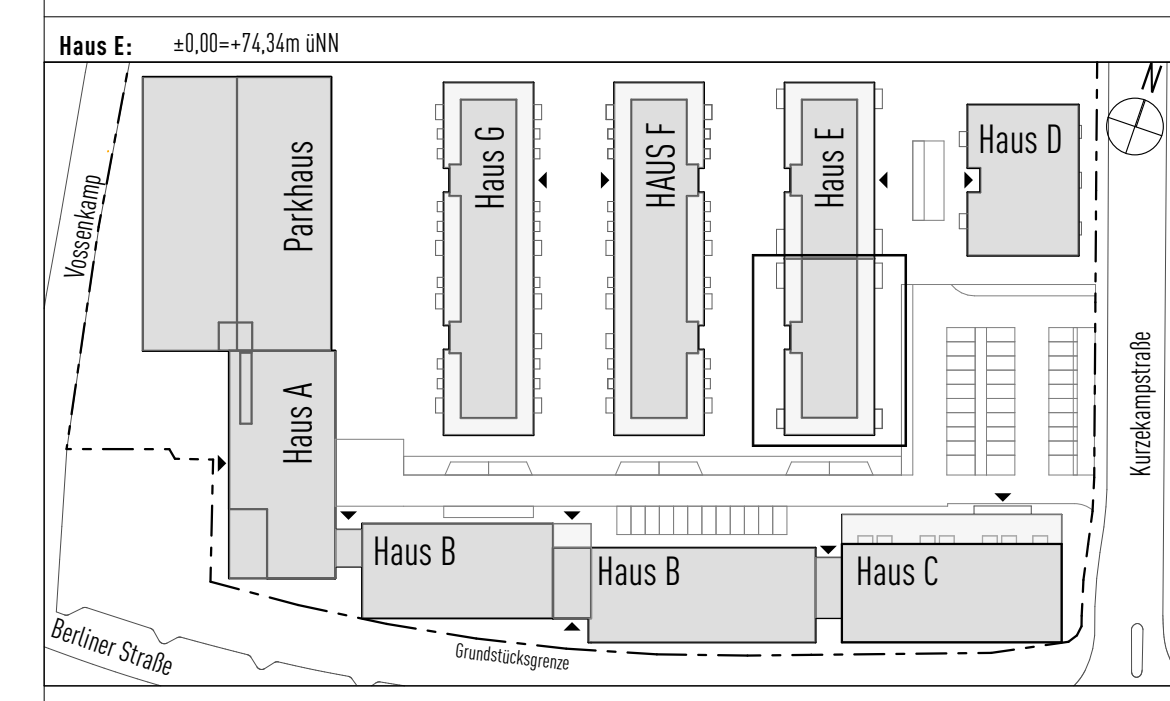 Haus E: ±0,00=+74,34m üNN
N
Vossenkamp
Parkhaus
Haus G
HAUS F
Haus E
Haus D
Haus A
Kurzekampstraße
Haus B
Haus B
Haus C
Berliner Straße
Grundstücksgrenze